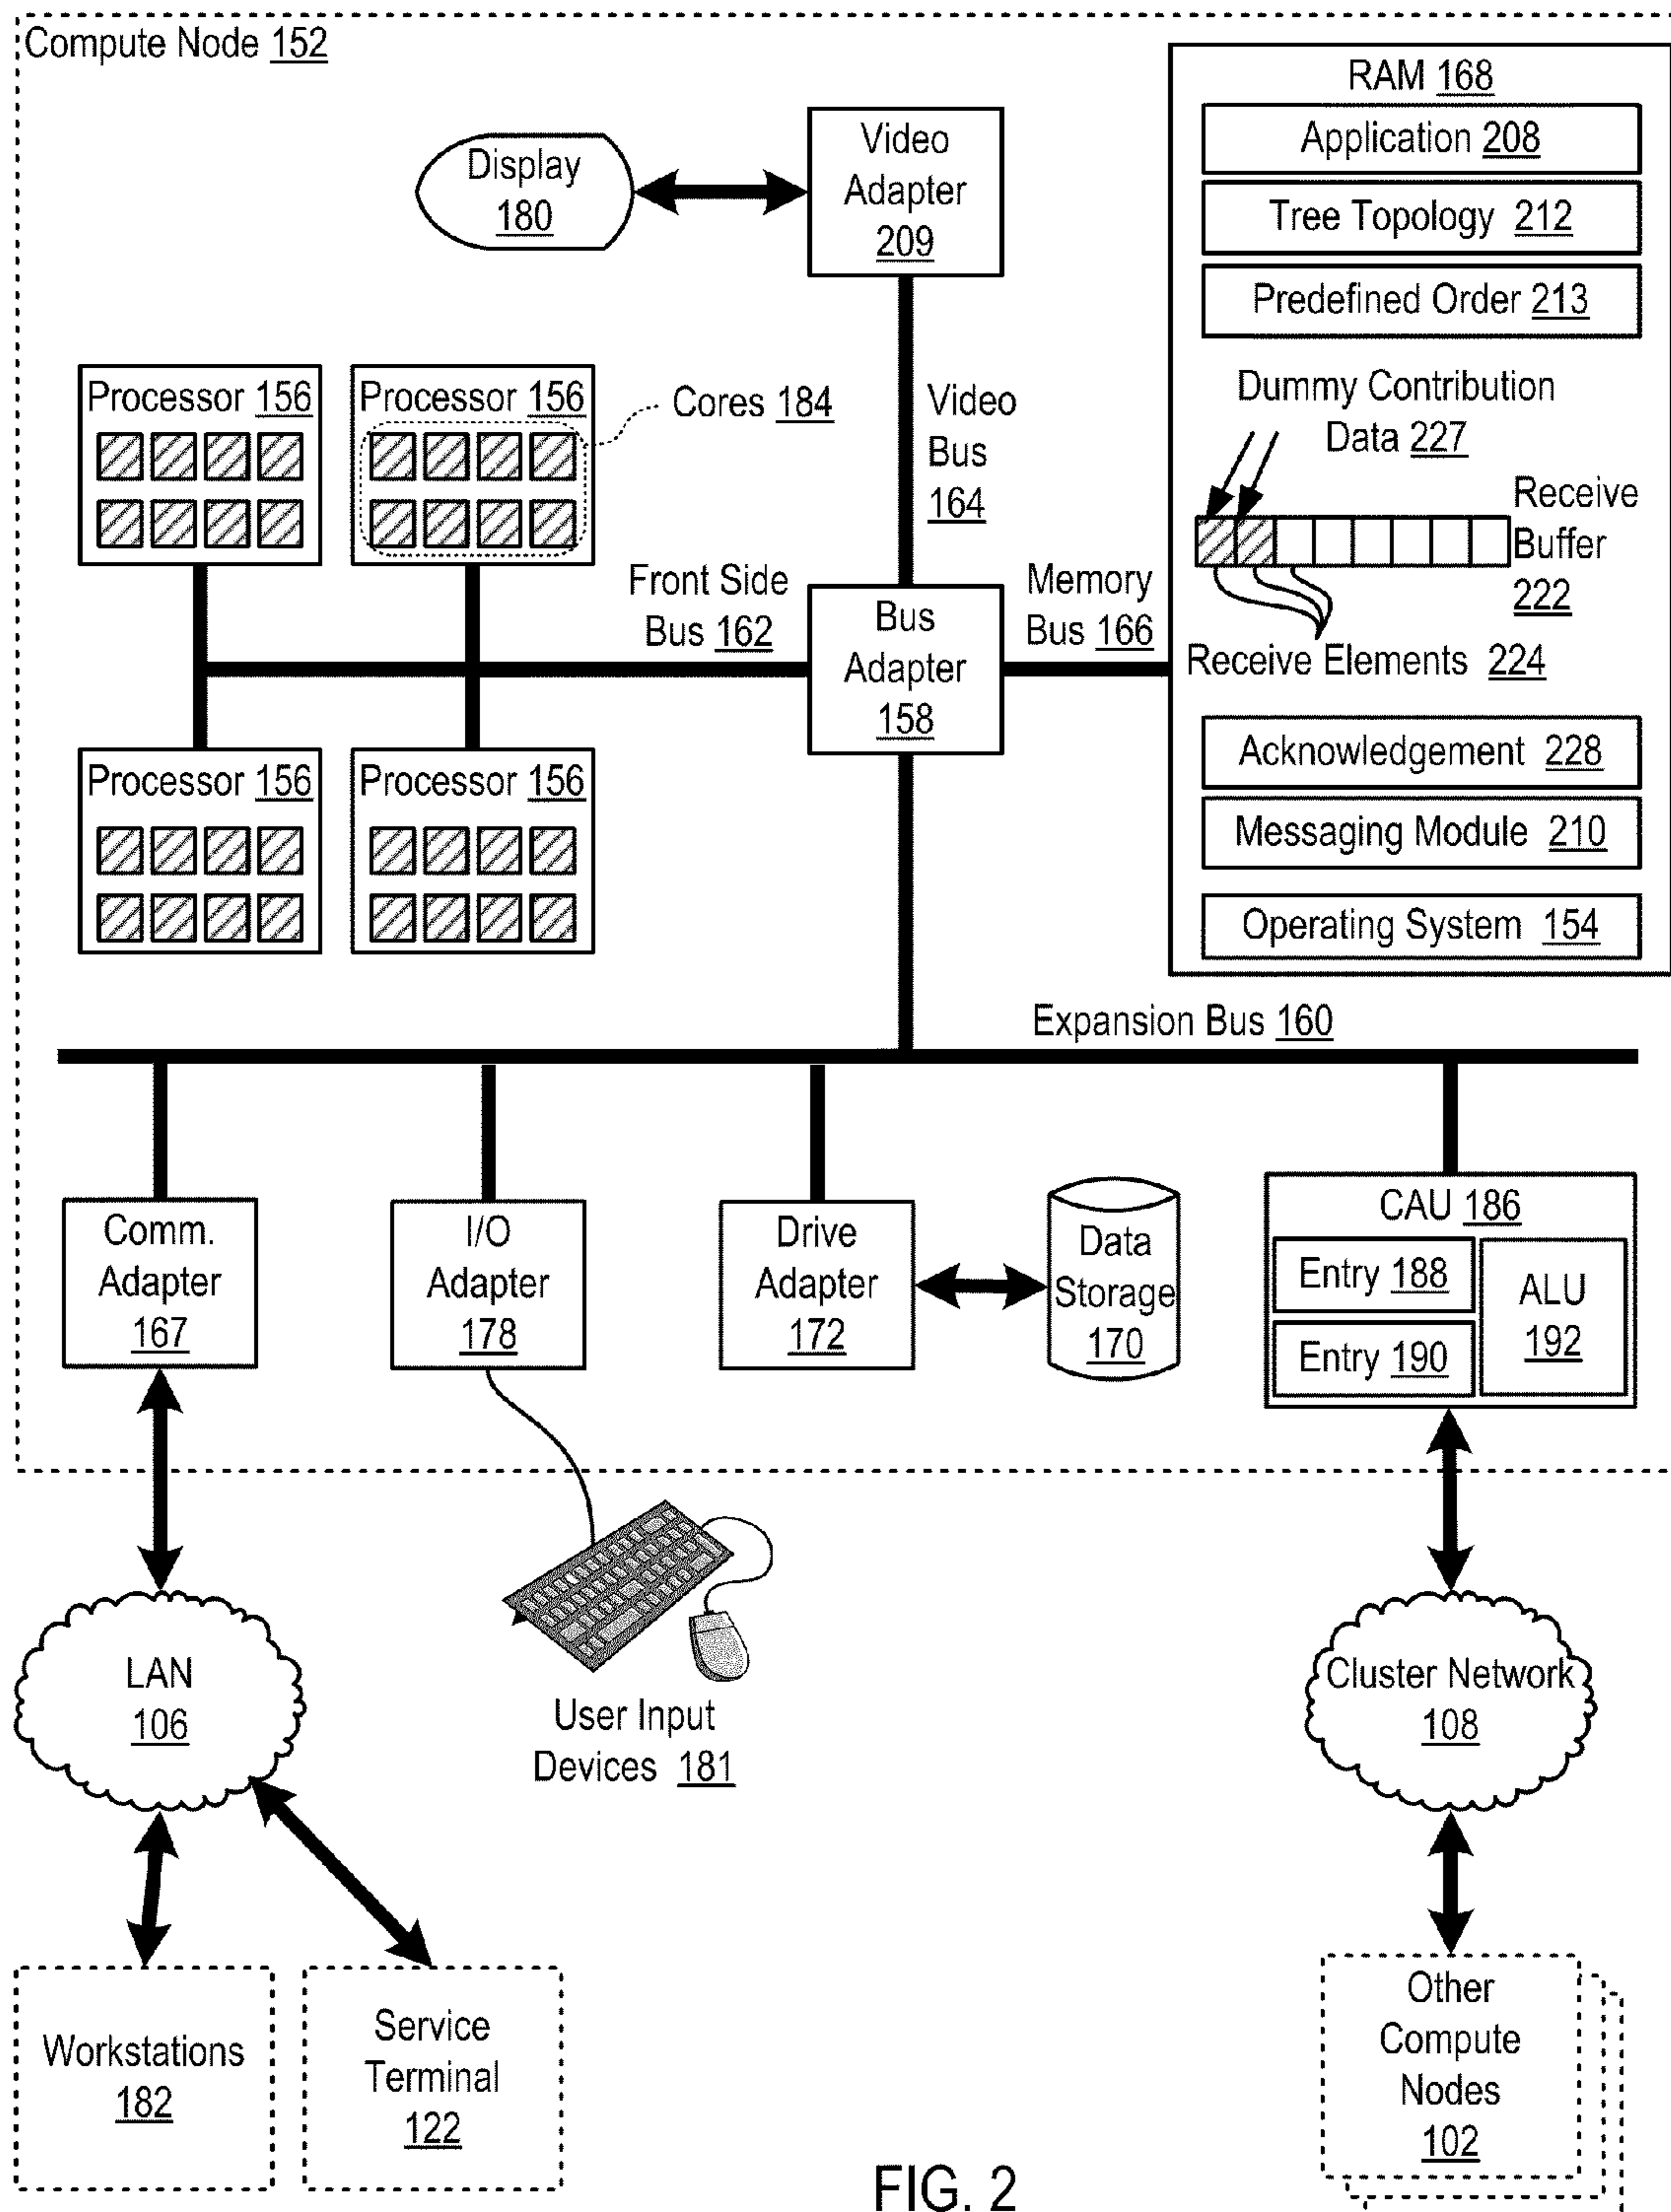 Compute Node 152
RAM 168
Application 208
Tree Topology 212
Predefined Order 213
Dummy Contribution
Data 227
Receive
Buffer
222
Receive Elements 224
Acknowledgement 228
Messaging Module 210
Operating System 154
Display
180
Video
Adapter
209
Video
Bus
164
Processor 156
Processor 156
Cores 184
Front Side
Bus 162
Bus
Adapter
158
Memory
Bus 166
Processor 156
Processor 156
Expansion Bus 160
Comm.
Adapter
167
I/O
Adapter
178
Drive
Adapter
172
Data
Storage
170
CAU 186
Entry 188
Entry 190
ALU
192
LAN
106
User Input
Devices 181
Cluster Network
108
Workstations
182
Service
Terminal
122
Other
Compute
Nodes
102
FIG. 2